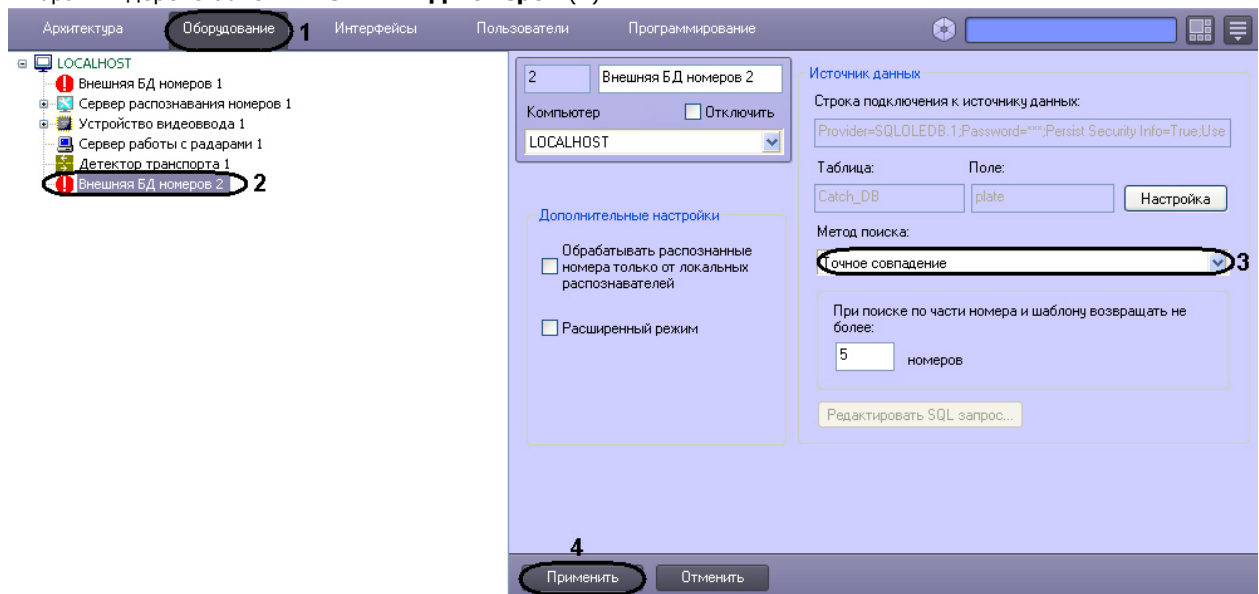 Архитектура Оборудование 1 Интерфейсы Пользователи Программирование
LOCALHOST
Внешняя БД номеров 1
Сервер распознавания номеров 1
Устройство видеоввода 1
Сервер работы с радарами 1
Детектор транспорта 1
Внешняя БД номеров 2 2
2 Внешняя БД номеров 2
Компьютер Отключить
LOCALHOST
Дополнительные настройки
Обрабатывать распознанные
номера только от локальных
распознавателей
Расширенный режим
Источник данных
Строка подключения к источнику данных:
Provider=SQLOLEDB.1;Password=***;Persist Security Info=True;Use
Таблица: Поле:
Catch_DB plate Настройка
Метод поиска:
Точное совпадение 3
При поиске по части номера и шаблону возвращать не
более:
5 номеров
Редактировать SQL запрос...
4
Применить Отменить